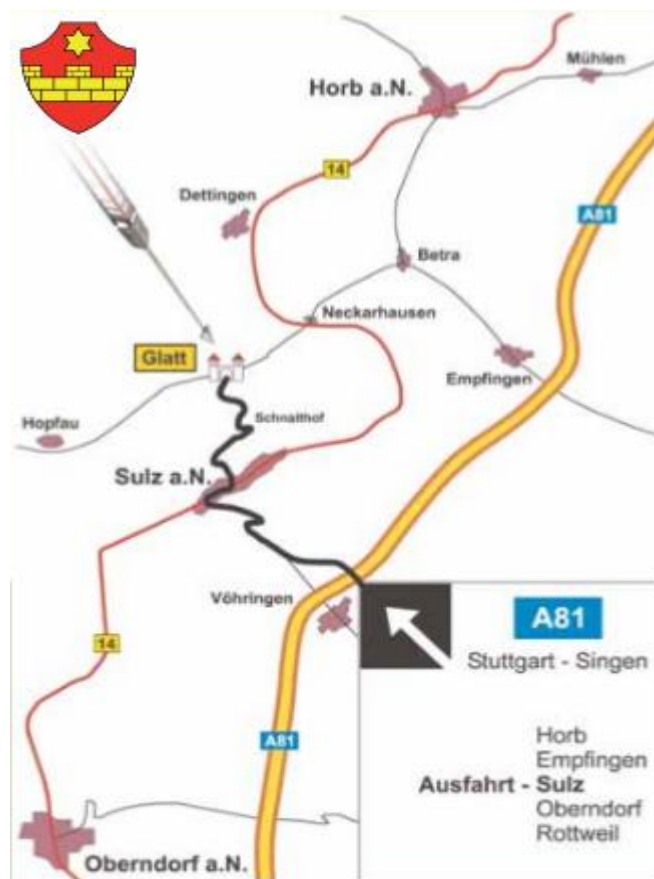 Mühlen
Horb a.N.
14
Dettingen
A81
Betra
Neckarhausen
Glatt
Empfingen
Schnaithof
Hopfau
Sulz a.N.
Vöhringen
A81
Stuttgart - Singen
14
Horb
A81
Empfingen
Ausfahrt - Sulz
Oberndorf
Rottweil
Oberndorf a.N.